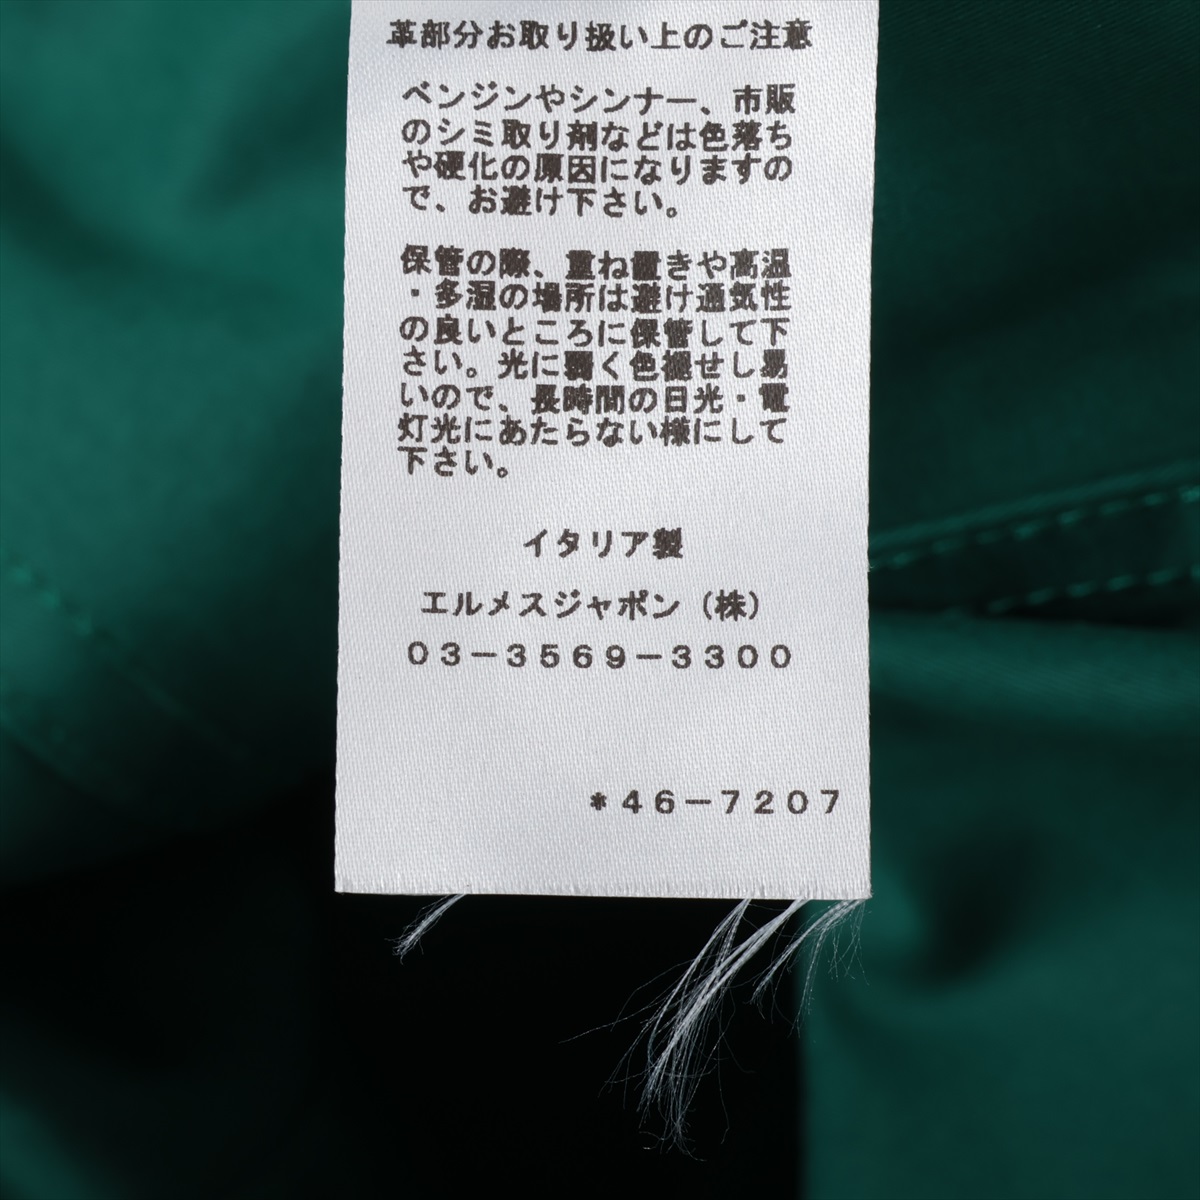 革部分お取り扱い上のご注意
ベンジンやシンナー、市販
のシミ取り剤などは色落ち
や硬化の原因になりますの
で、お避け下さい。
保管の際、重ね置きや高温
・多湿の場所は避け通気性
の良いところに保管して下
さい。光に弱く色褪せし易
いので、長時間の日光・電
灯光にあたらない様にして
下さい。
イタリア製
エルメスジャポン（株）
03-3569-3300
*46-7207